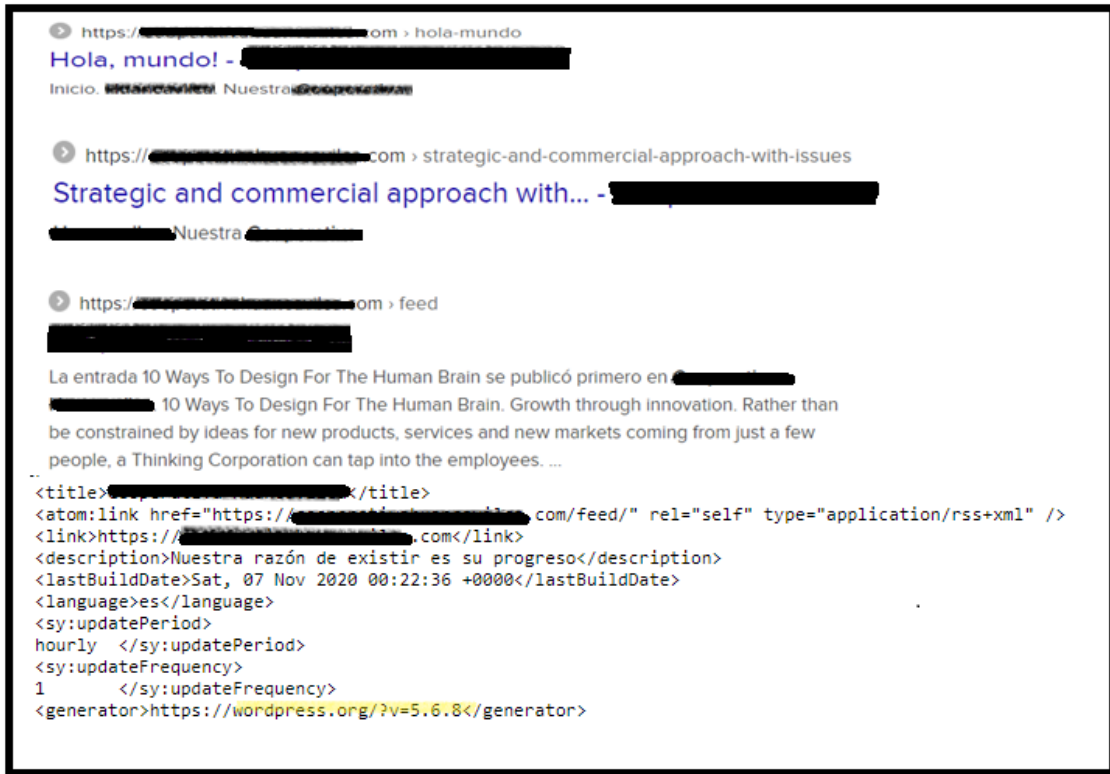 https:/ om › hola-mundo
Hola, mundo! -
Inicio. Nuestra
https:// com › strategic-and-commercial-approach-with-issues
Strategic and commercial approach with... -
Nuestra
https:/ om › feed
La entrada 10 Ways To Design For The Human Brain se publicó primero en
10 Ways To Design For The Human Brain. Growth through innovation. Rather than
be constrained by ideas for new products, services and new markets coming from just a few
people, a Thinking Corporation can tap into the employees. ...
<title> </title>
<atom:link href="https:// com/feed/" rel="self" type="application/rss+xml" />
<link>https:// .com</link>
<description>Nuestra razón de existir es su progreso</description>
<lastBuildDate>Sat, 07 Nov 2020 00:22:36 +0000</lastBuildDate>
<language>es</language>
<sy:updatePeriod>
hourly </sy:updatePeriod>
<sy:updateFrequency>
1 </sy:updateFrequency>
<generator>https://wordpress.org/?v=5.6.8</generator>